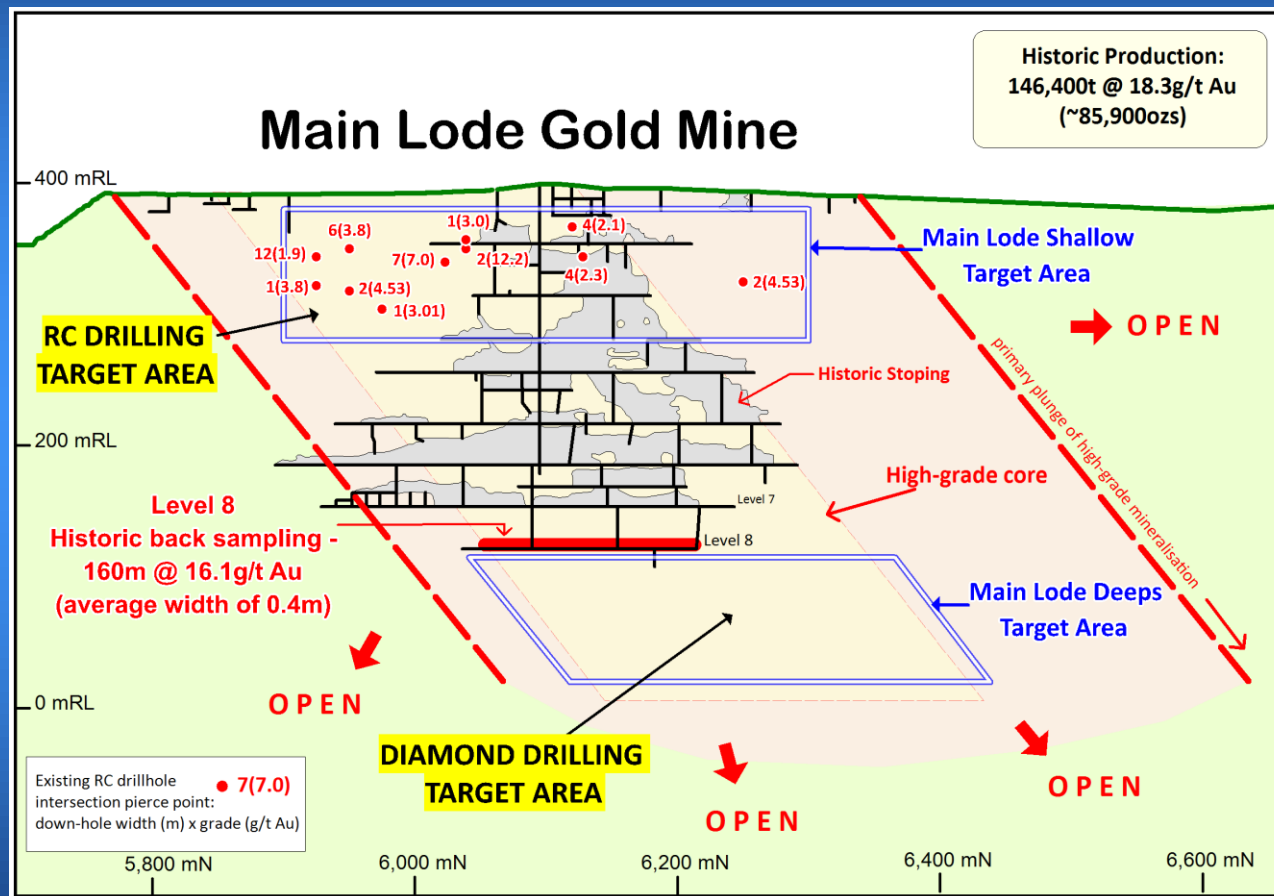 Historic Production:
146,400t @ 18.3g/t Au
(~85,900ozs)
Main Lode Gold Mine
400 mRL
1(3.0)
4(2.1)
6(3.8)
12(1.9)
7(7.0)
2(12.2)
4(2.3)
Main Lode Shallow
Target Area
1(3.8)
2(4.53)
2(4.53)
1(3.01)
OPEN
RC DRILLING
TARGET AREA
primary plunge of high-grade mineralisation
Historic Stoping
200 mRL
High-grade core
Level 7
Level 8
Historic back sampling -
160m @ 16.1g/t Au
(average width of 0.4m)
Level 8
Main Lode Deeps
Target Area
OPEN
0 mRL
DIAMOND DRILLING
TARGET AREA
OPEN
OPEN
Existing RC drillhole
intersection pierce point:
down-hole width (m) x grade (g/t Au)
7(7.0)
5,800 mN
6,000 mN
6,200 mN
6,400 mN
6,600 mN